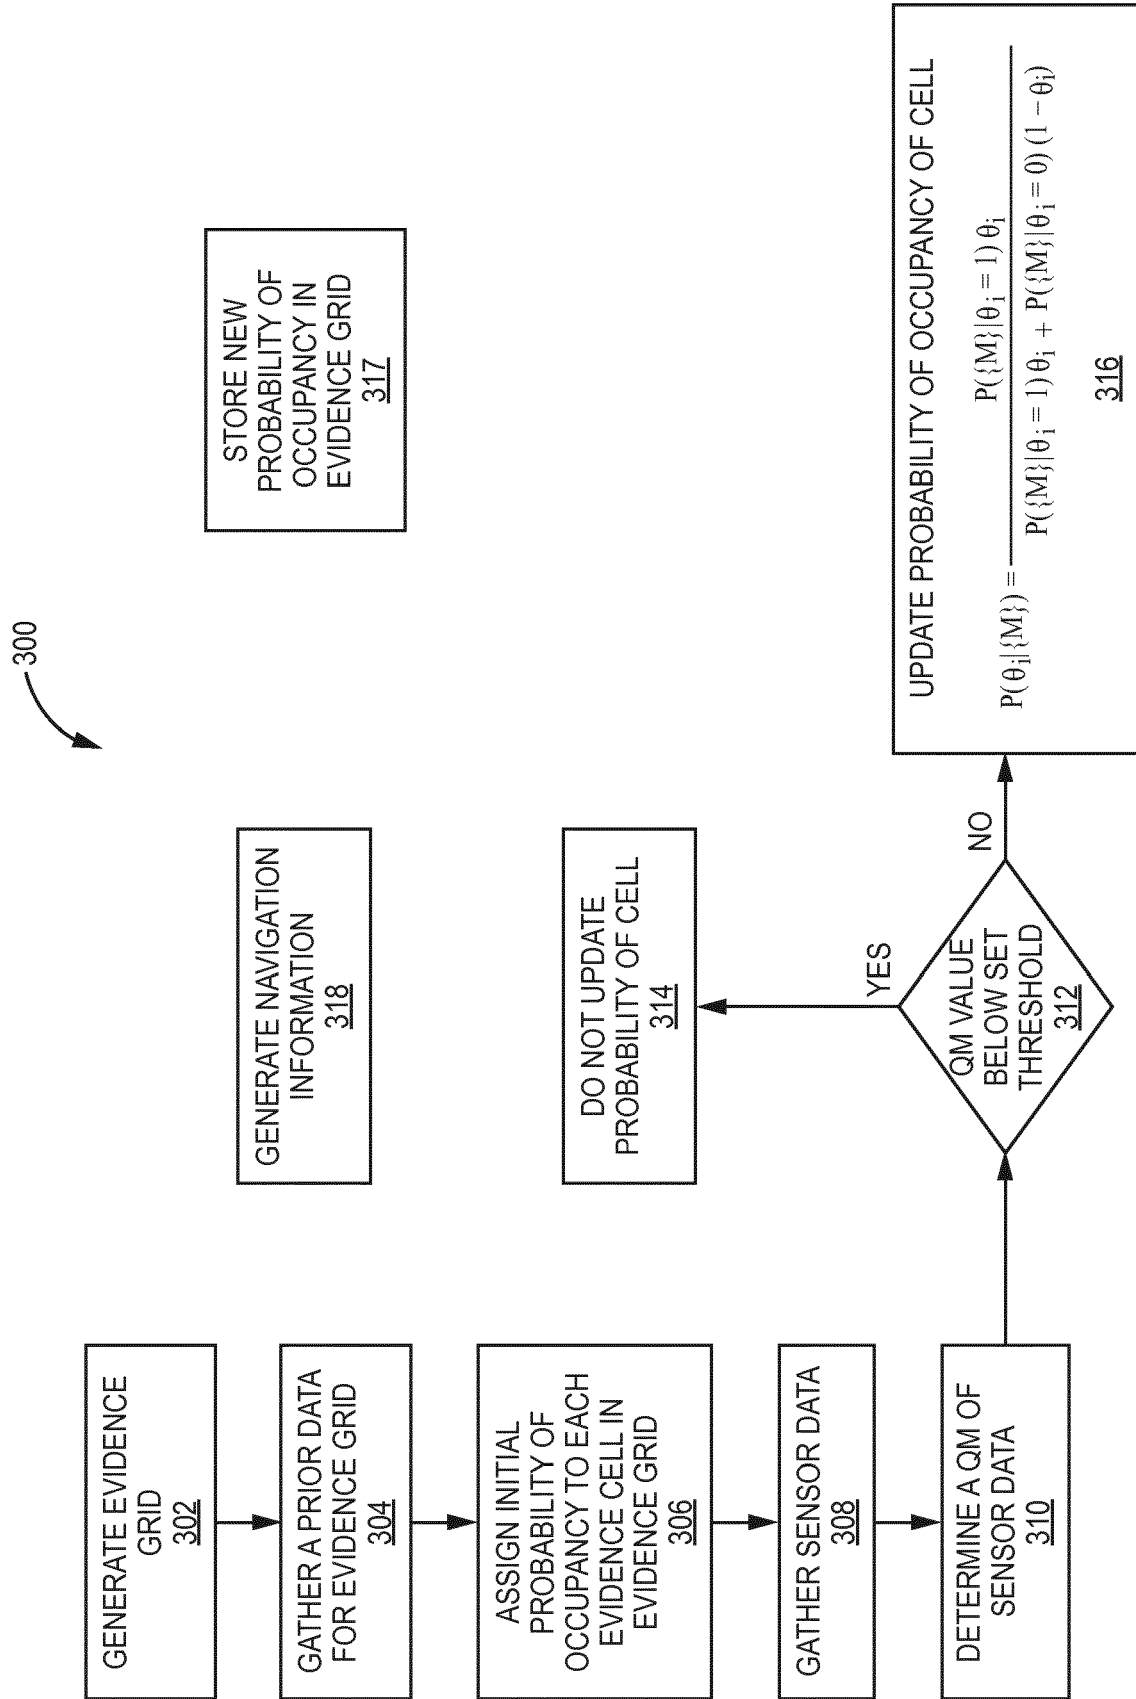 300
GENERATE EVIDENCE
GRID
302
GATHER A PRIOR DATA
FOR EVIDENCE GRID
304
ASSIGN INITIAL
PROBABILITY OF
OCCUPANCY TO EACH
EVIDENCE CELL IN
EVIDENCE GRID
306
GATHER SENSOR DATA
308
DETERMINE A QM OF
SENSOR DATA
310
QM VALUE
BELOW SET
THRESHOLD
312
YES
NO
DO NOT UPDATE
PROBABILITY OF CELL
314
UPDATE PROBABILITY OF OCCUPANCY OF CELL
P({M}|θi = 1) θi
P(θi|{M}) =
P({M}|θi = 1) θi + P({M}|θi = 0) (1 − θi)
316
STORE NEW
PROBABILITY OF
OCCUPANCY IN
EVIDENCE GRID
317
GENERATE NAVIGATION
INFORMATION
318